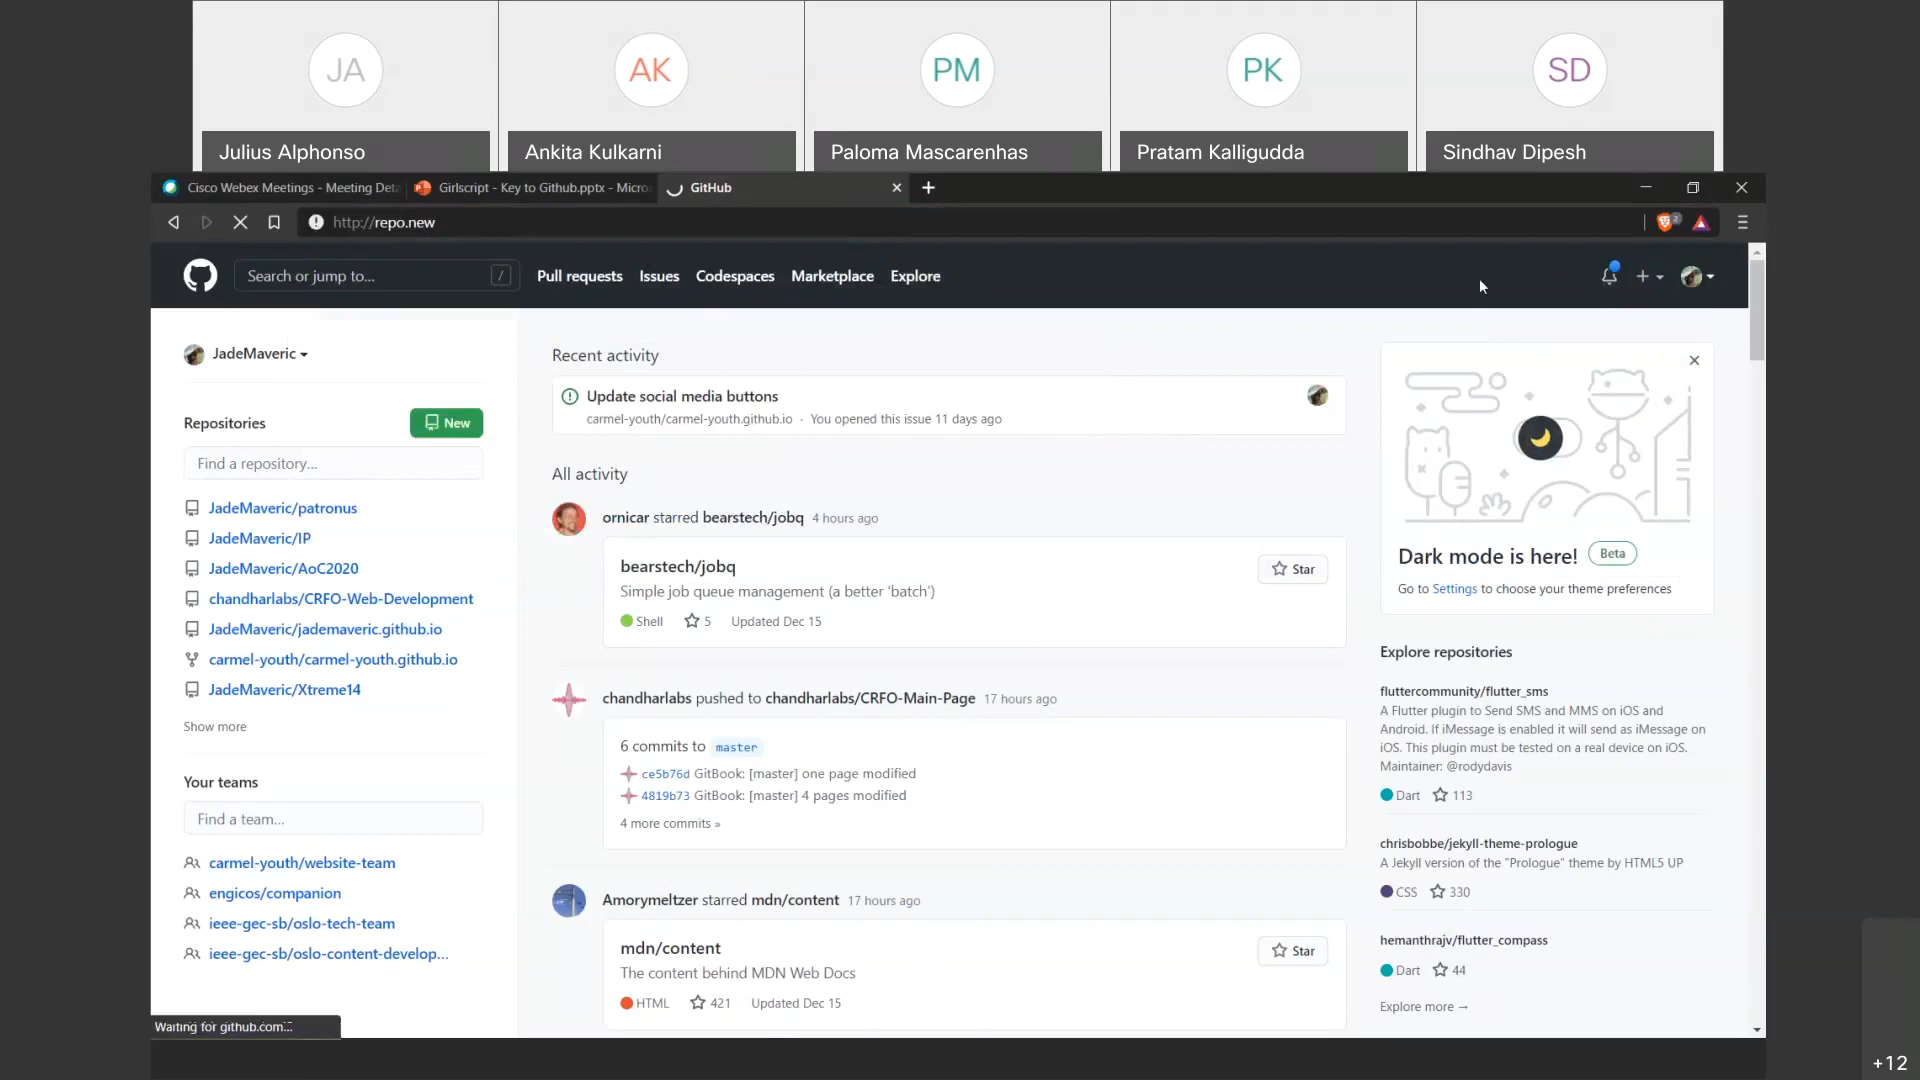 JA
AK
PM
PK
SD
Julius Alphonso
Ankita Kulkarni
Paloma Mascarenhas
Pratam Kalligudda
Sindhav Dipesh
Cisco Webex Meetings - Meeting Deta
Girlscript - Key to Github.pptx - Micro
GitHub
http://repo.new
2
Search or jump to...
/
Pull requests
Issues
Codespaces
Marketplace
Explore
JadeMaveric
Repositories
New
Find a repository...
JadeMaveric/patronus
JadeMaveric/IP
JadeMaveric/AoC2020
chandharlabs/CRFO-Web-Development
JadeMaveric/jademaveric.github.io
carmel-youth/carmel-youth.github.io
JadeMaveric/Xtreme14
Show more
Your teams
Find a team...
carmel-youth/website-team
engicos/companion
ieee-gec-sb/oslo-tech-team
ieee-gec-sb/oslo-content-develop...
Waiting for github.com...
Recent activity
Update social media buttons
carmel-youth/carmel-youth.github.io · You opened this issue 11 days ago
All activity
ornicar starred bearstech/jobq 4 hours ago
bearstech/jobq
Star
Simple job queue management (a better 'batch')
Shell 5 Updated Dec 15
chandharlabs pushed to chandharlabs/CRFO-Main-Page 17 hours ago
6 commits to master
ce5b76d GitBook: [master] one page modified
4819b73 GitBook: [master] 4 pages modified
4 more commits »
Amorymeltzer starred mdn/content 17 hours ago
mdn/content
Star
The content behind MDN Web Docs
HTML 421 Updated Dec 15
Dark mode is here! Beta
Go to Settings to choose your theme preferences
Explore repositories
fluttercommunity/flutter_sms
A Flutter plugin to Send SMS and MMS on iOS and
Android. If iMessage is enabled it will send as iMessage on
iOS. This plugin must be tested on a real device on iOS.
Maintainer: @rodydavis
Dart 113
chrisbobbe/jekyll-theme-prologue
A Jekyll version of the "Prologue" theme by HTML5 UP
CSS 330
hemanthrajv/flutter_compass
Dart 44
Explore more →
+12